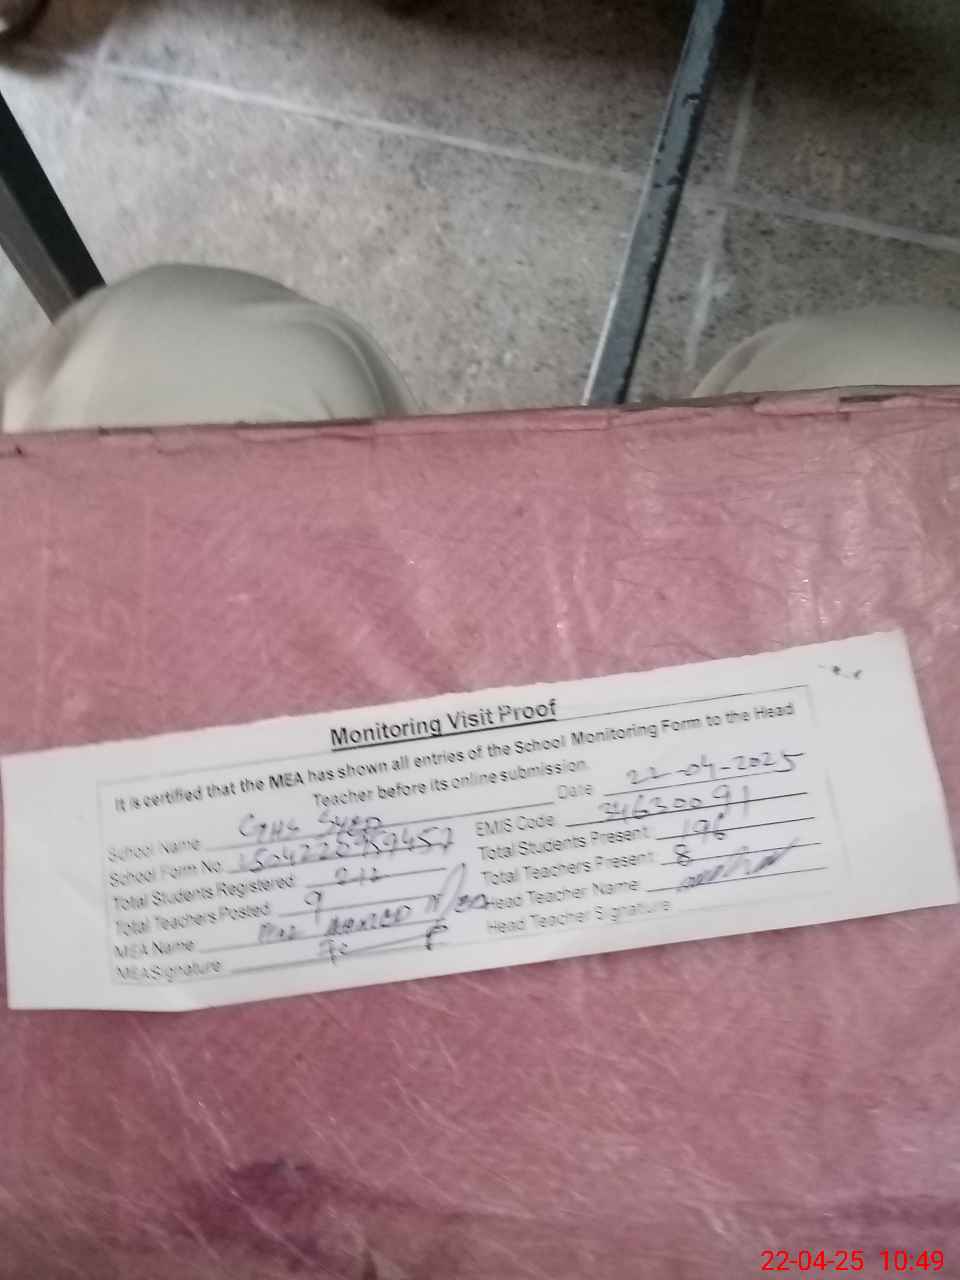 Monitoring Visit Proof
It is certified that the MEA has shown all entries of the School Monitoring Form to the Head
Teacher before its online submission.
School Name Date 22-04-2025
School Form No. EMIS Code 34630091
Total Students Registered 212 Total Students Present: 196
Total Teachers Posted 9 Total Teachers Present: 8
MEA Name Head Teacher Name:
MEA Signature Head Teacher Signature
22-04-25 10:49